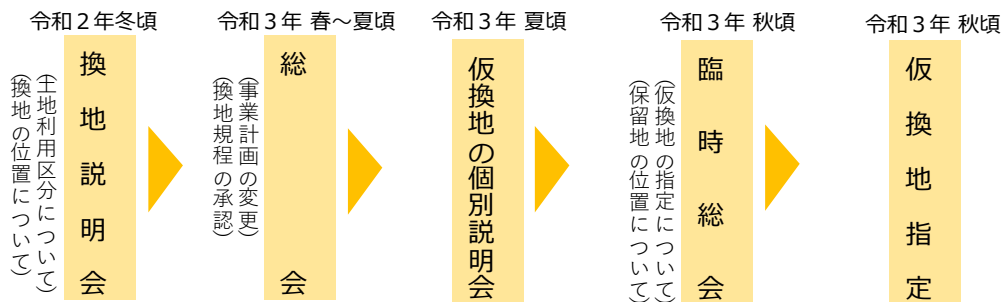 令和２年冬頃
換地説明会
(土地利用区分について)
(換地の位置について)
令和３年 春～夏頃
総会
(事業計画の変更)
(換地規程の承認)
令和３年 夏頃
仮換地の個別説明会
令和３年 秋頃
臨時総会
(仮換地の指定について)
(保留地の位置について)
令和３年 秋頃
仮換地指定